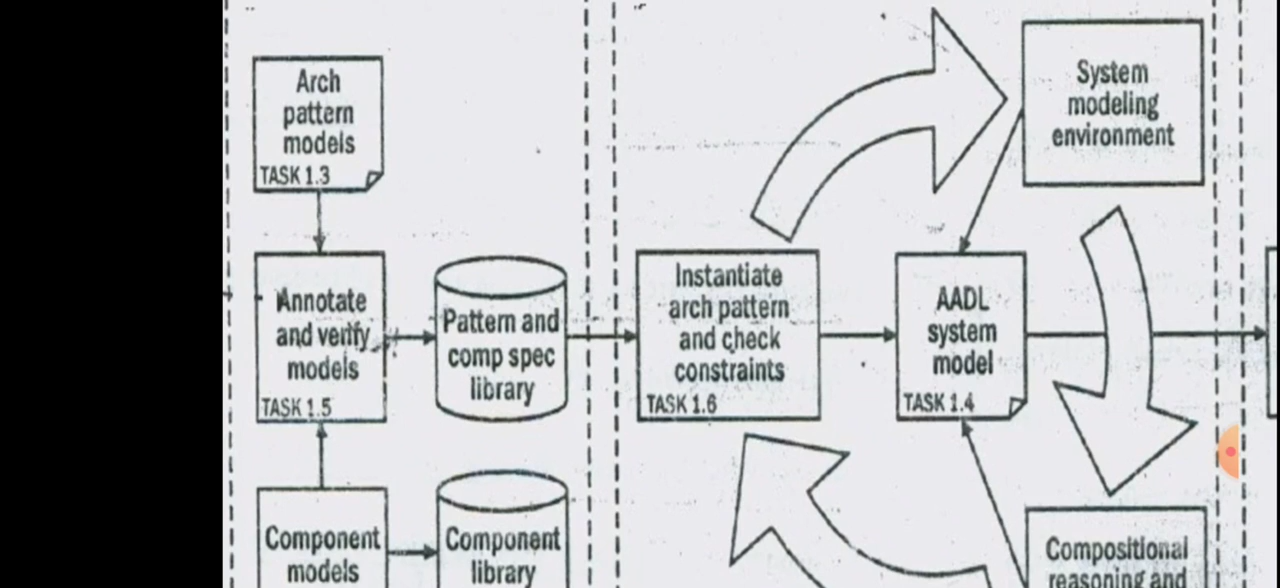 Arch
pattern
models
TASK 1.3
System
modeling
environment
Annotate
and verify
models
TASK 1.5
Pattern and
comp spec
library
Instantiate
arch pattern
and check
constraints
TASK 1.6
AADL
system
model
TASK 1.4
Component
models
Component
library
Compositional
reasoning and